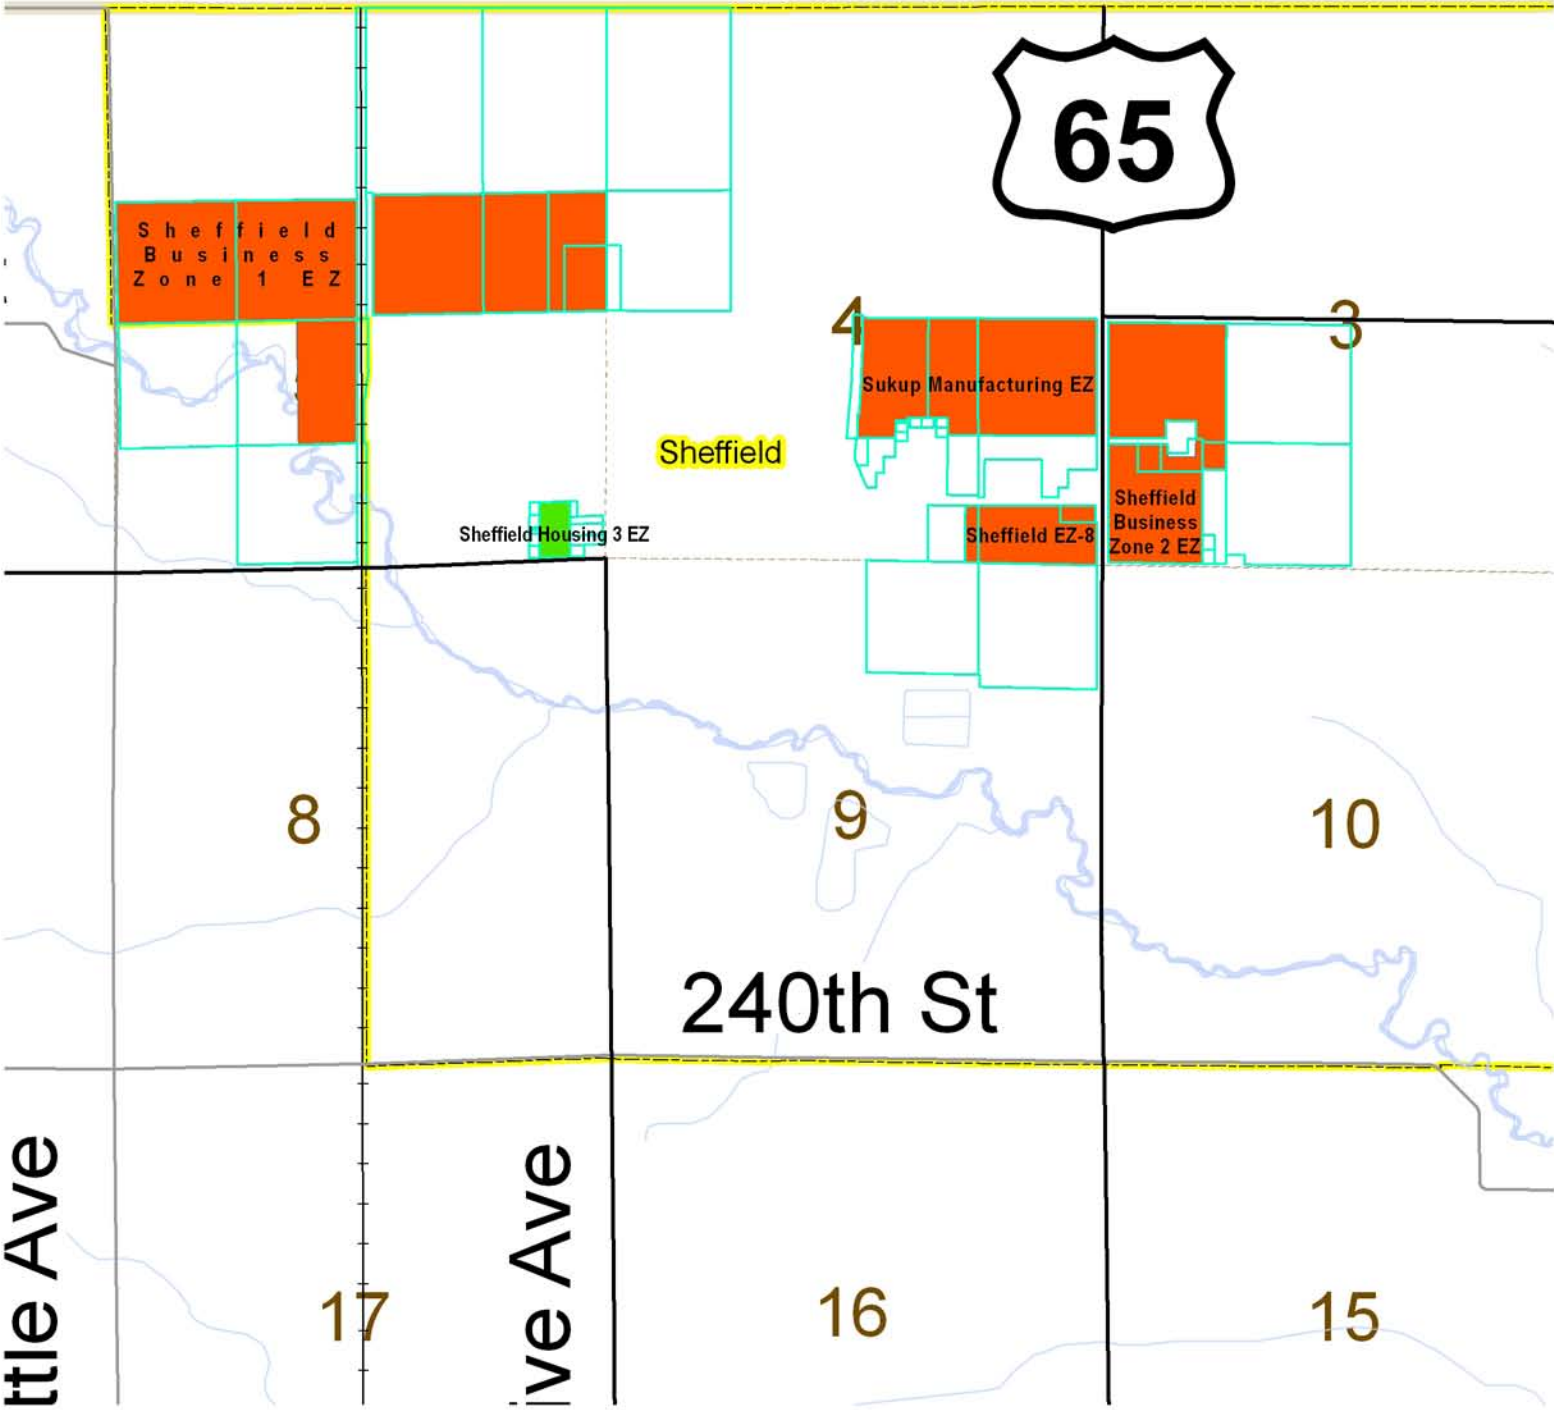 65
Sheffield
Business
Zone 1 EZ
4
3
Sukup Manufacturing EZ
Sheffield
Sheffield
Business
Zone 2 EZ
Sheffield Housing 3 EZ
Sheffield EZ-8
8
9
10
240th St
ttle Ave
ive Ave
17
16
15